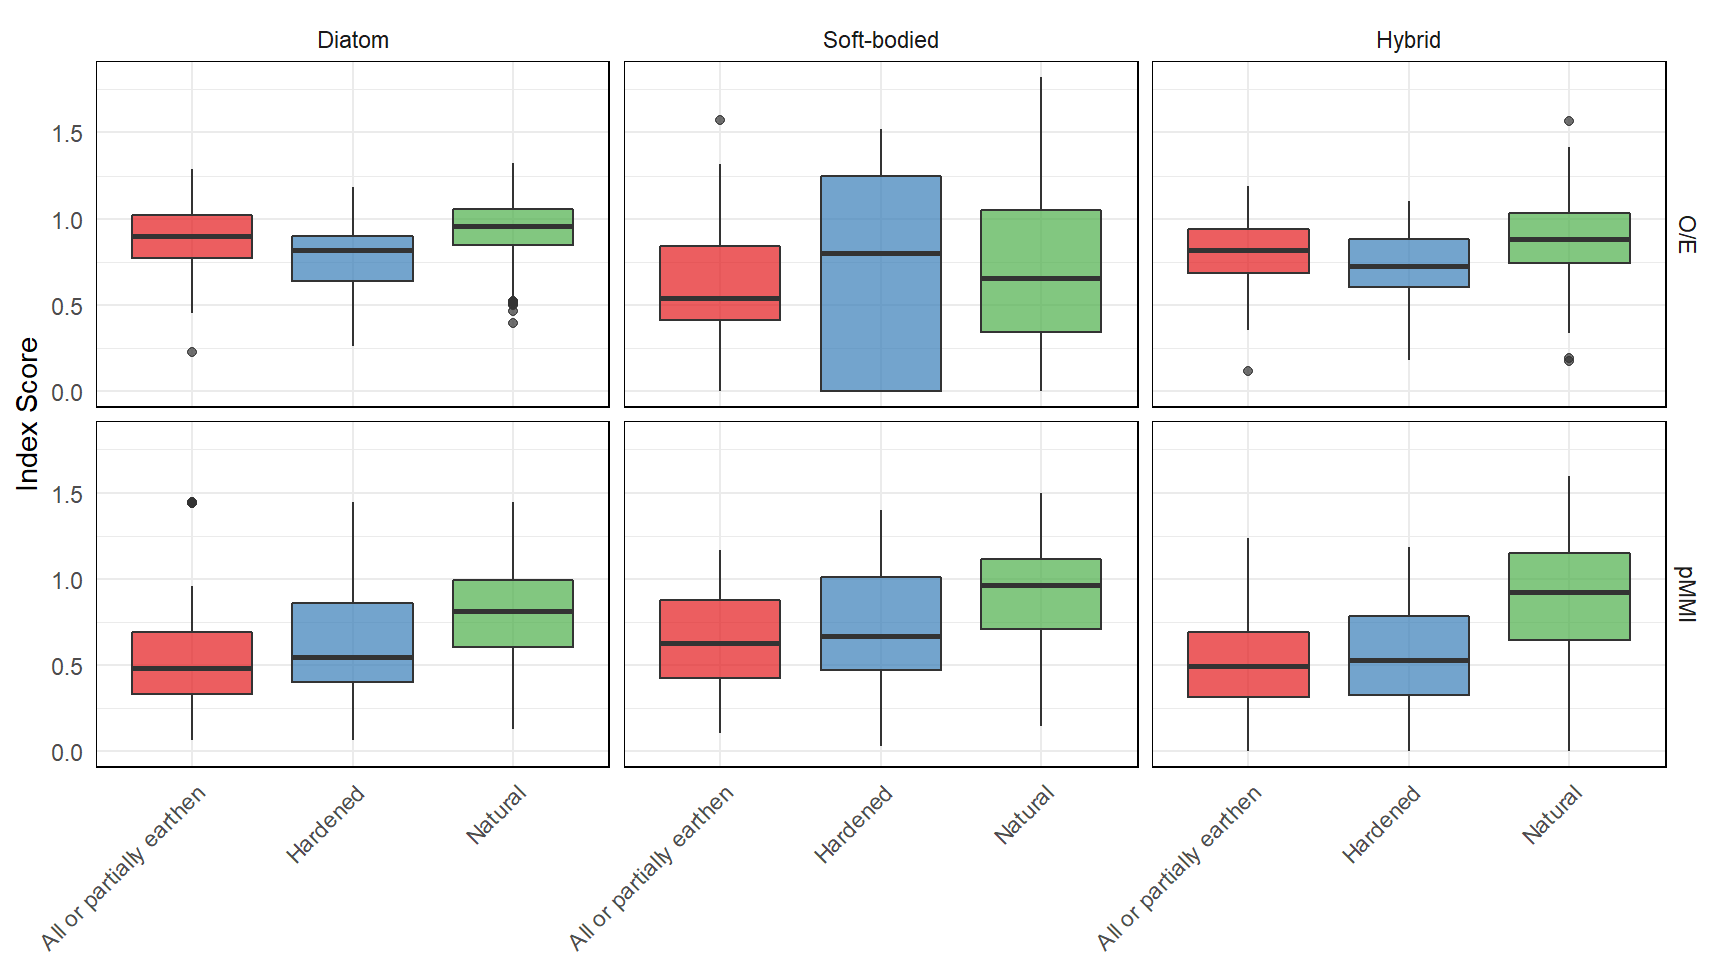 Diatom
Soft-bodied
Hybrid
Index Score
1.5
1.0
0.5
0.0
O/E
1.5
1.0
0.5
0.0
pMMI
All or partially earthen
Hardened
Natural
All or partially earthen
Hardened
Natural
All or partially earthen
Hardened
Natural